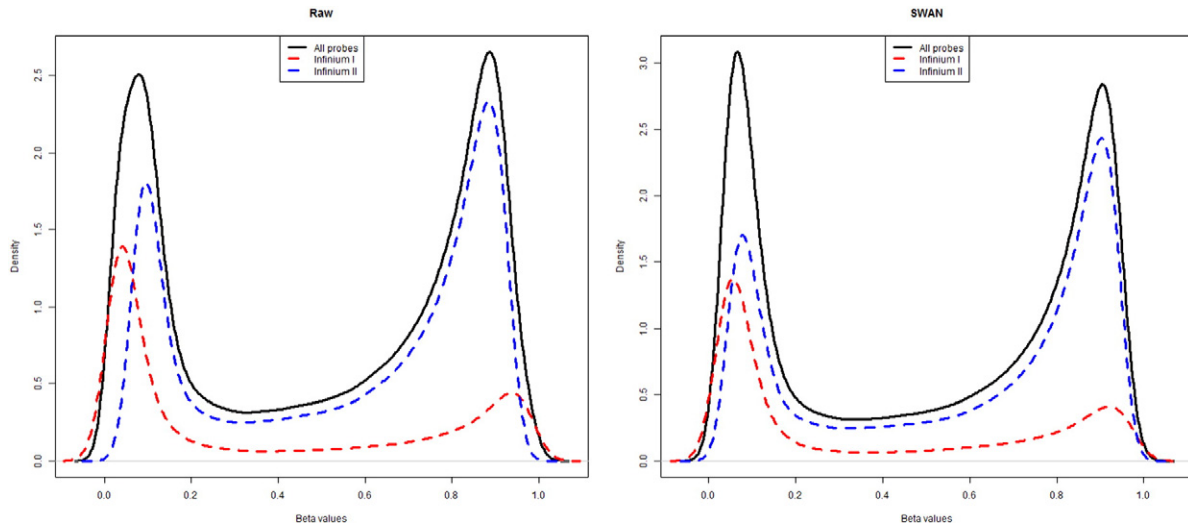 Raw
All probes
Infinium I
Infinium II
Density
2.5
2.0
1.5
1.0
0.5
0.0
0.0 0.2 0.4 0.6 0.8 1.0
Beta values
SWAN
All probes
Infinium I
Infinium II
Density
3.0
2.5
2.0
1.5
1.0
0.5
0.0
0.0 0.2 0.4 0.6 0.8 1.0
Beta values